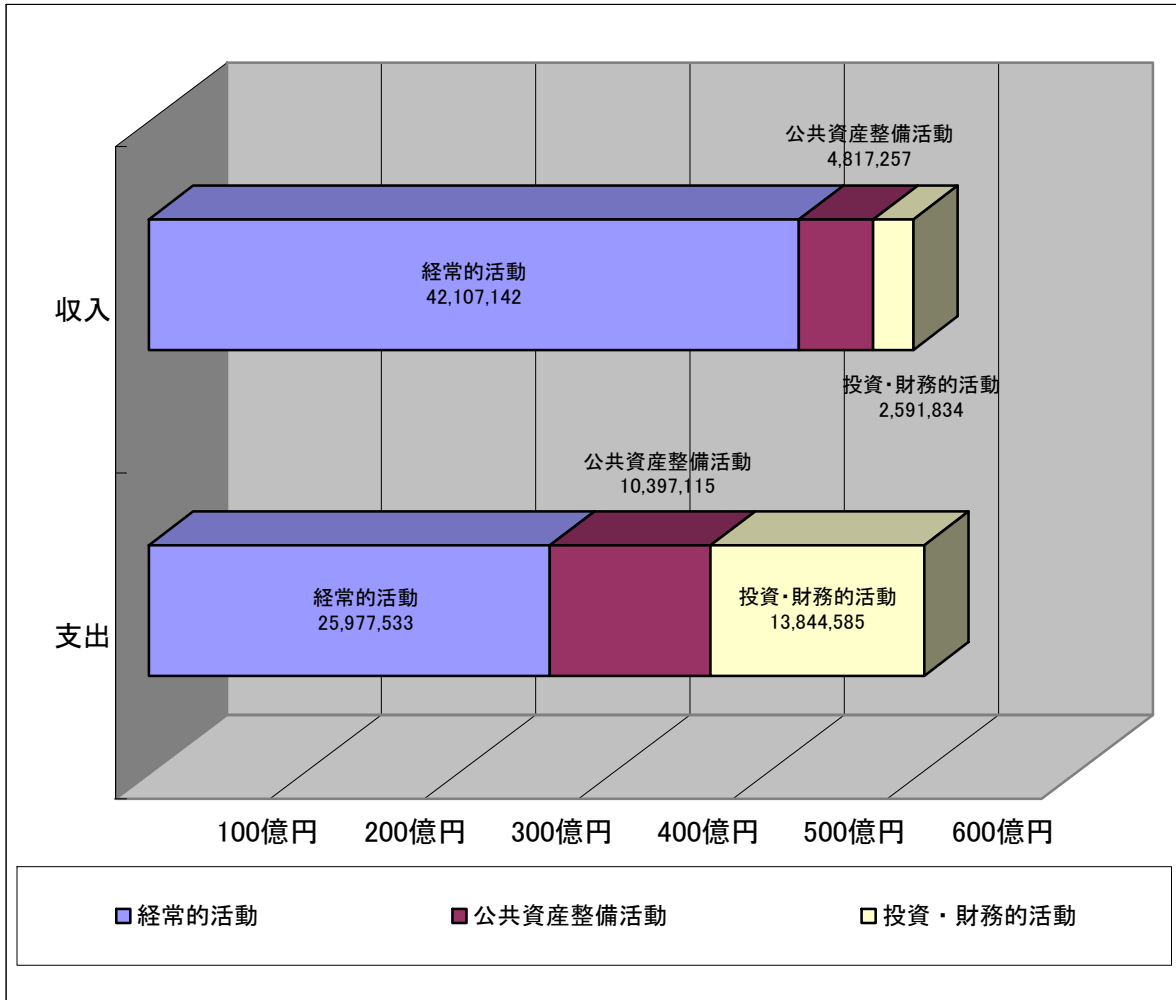 公共資産整備活動
4,817,257
経常的活動
42,107,142
収入
投資・財務的活動
2,591,834
公共資産整備活動
10,397,115
経常的活動
25,977,533
投資・財務的活動
13,844,585
支出
100億円 200億円 300億円 400億円 500億円 600億円
経常的活動 公共資産整備活動 投資・財務的活動